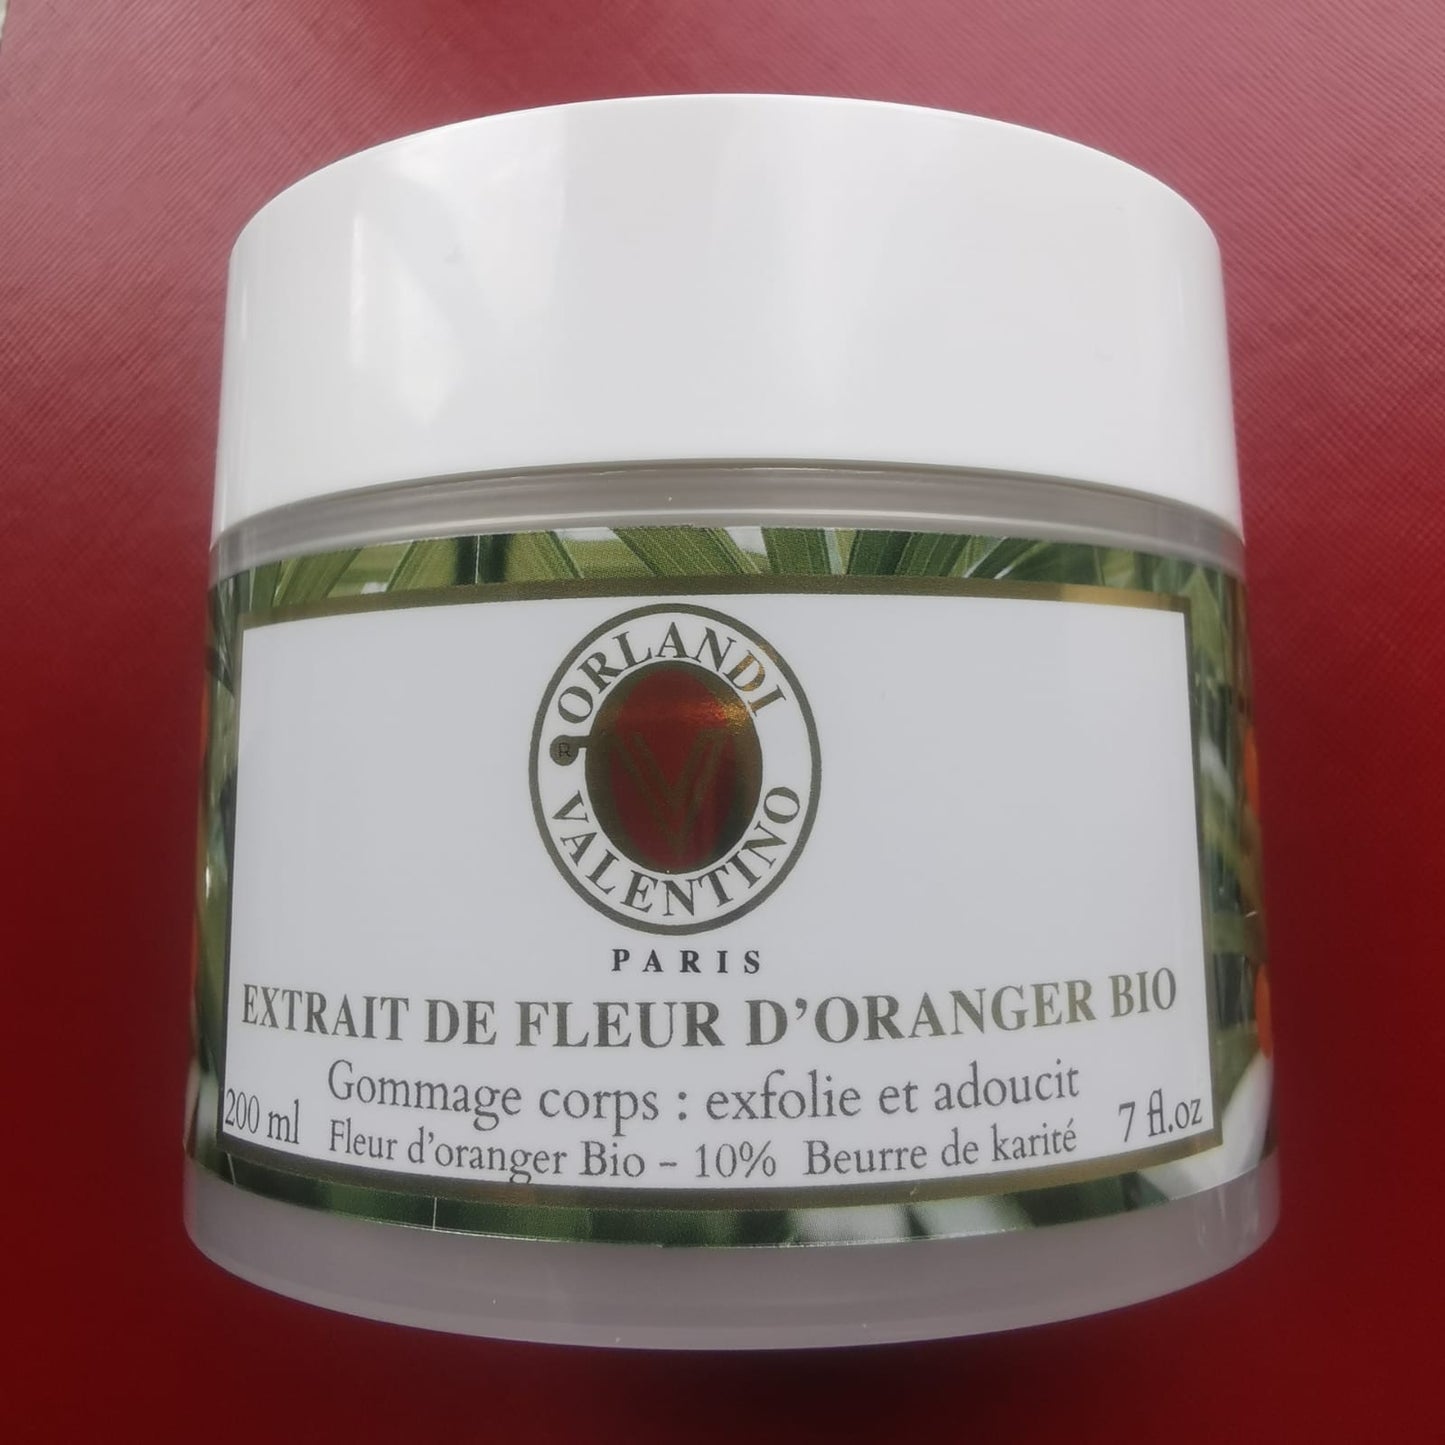 ORLANDI
VALENTINO
R
PARIS
EXTRAIT DE FLEUR D'ORANGER BIO
Gommage corps : exfolie et adoucit
200 ml Fleur d'oranger Bio - 10% Beurre de karité 7 fl.oz